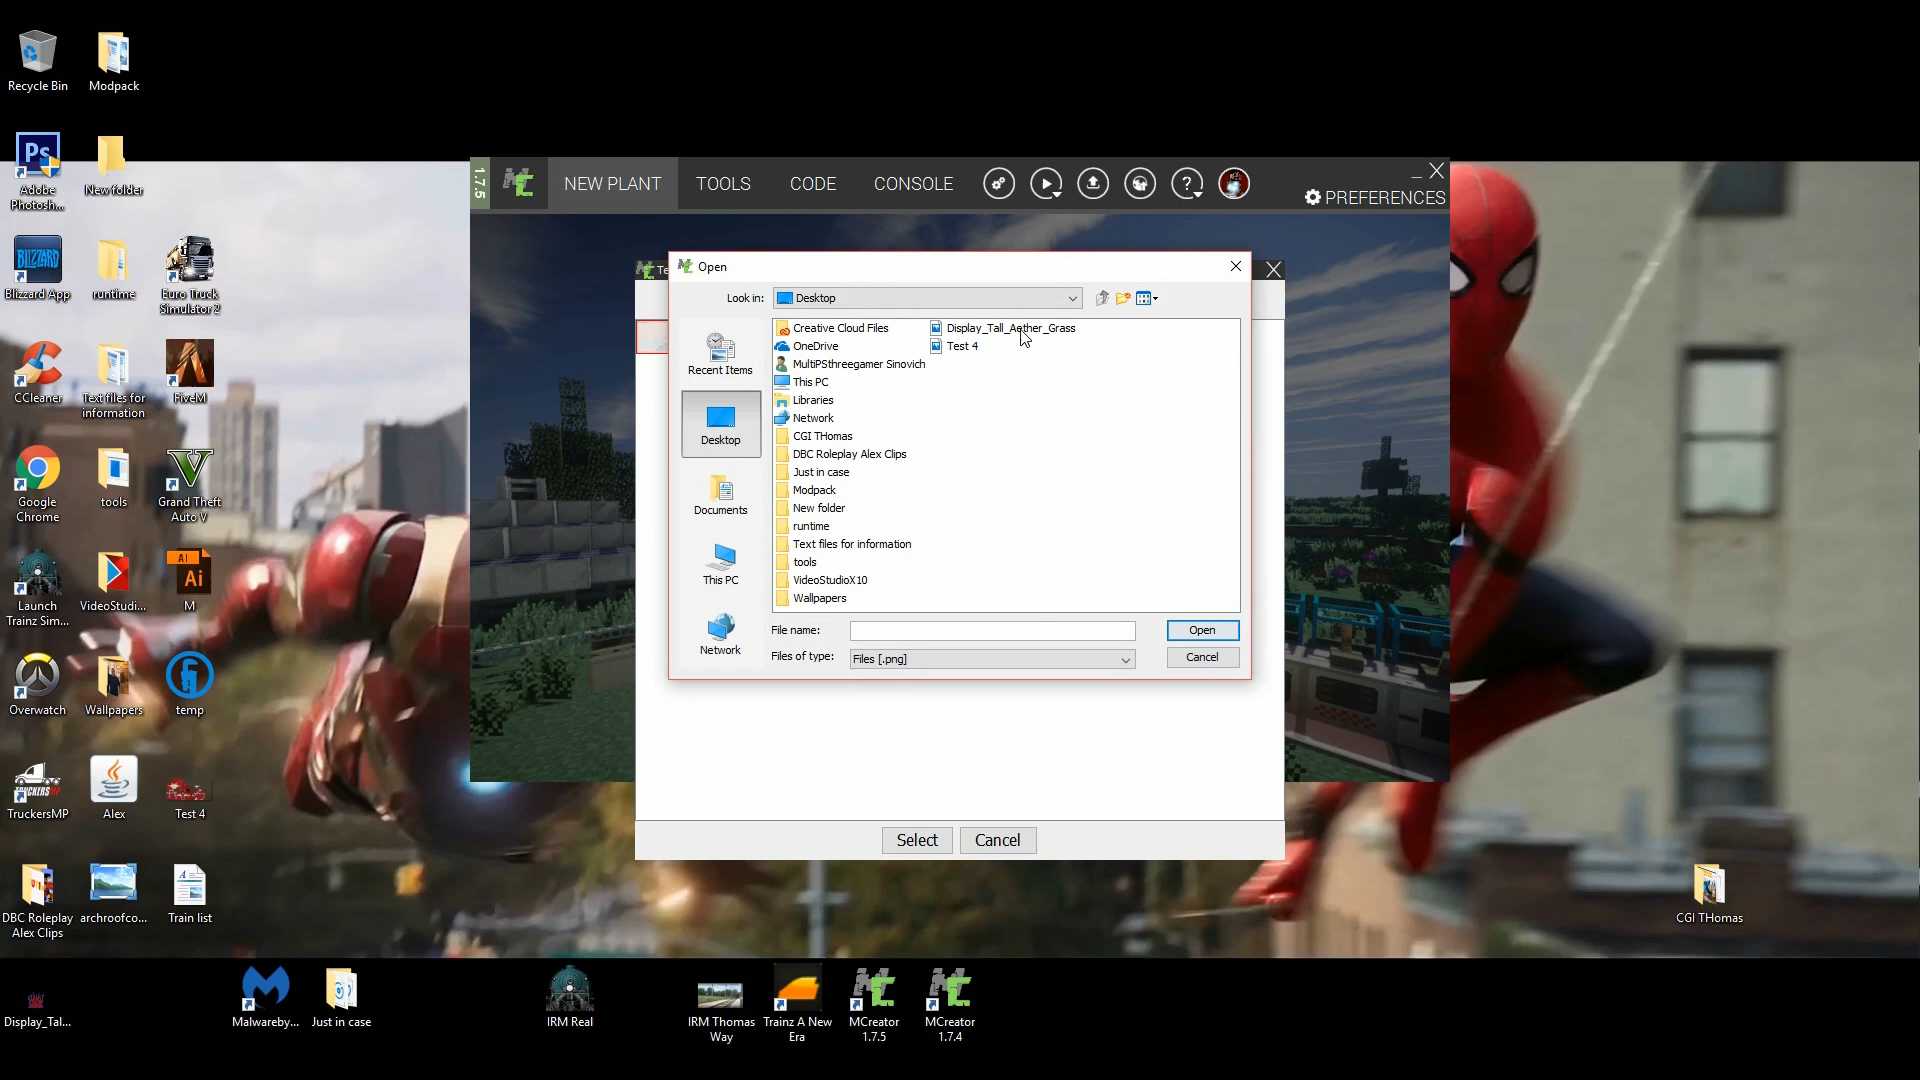 Recycle Bin
Modpack
Ps
Adobe
Photosh...
New folder
BLIZZARD
Blizzard App
runtime
Euro Truck
Simulator 2
CCleaner
Text files for
information
FiveM
Google
Chrome
tools
Grand Theft
Auto V
Launch
Trainz Sim...
VideoStudi...
Ai
M
Overwatch
Wallpapers
temp
TruckersMP
Alex
Test 4
DBC Roleplay
Alex Clips
archroofco...
Train list
Display_Tal...
Malwareby...
Just in case
IRM Real
IRM Thomas
Way
Trainz A New
Era
MCreator
1.7.5
MCreator
1.7.4
CGI THomas
1.7.5
NEW PLANT
TOOLS
CODE
CONSOLE
PREFERENCES
Te
Open
Look in:
Desktop
Recent Items
Desktop
Documents
This PC
Network
Creative Cloud Files
OneDrive
MultiPSthreegamer Sinovich
This PC
Libraries
Network
CGI THomas
DBC Roleplay Alex Clips
Just in case
Modpack
New folder
runtime
Text files for information
tools
VideoStudioX10
Wallpapers
Display_Tall_Aether_Grass
Test 4
File name:
Open
Files of type:
Files [.png]
Cancel
Select
Cancel